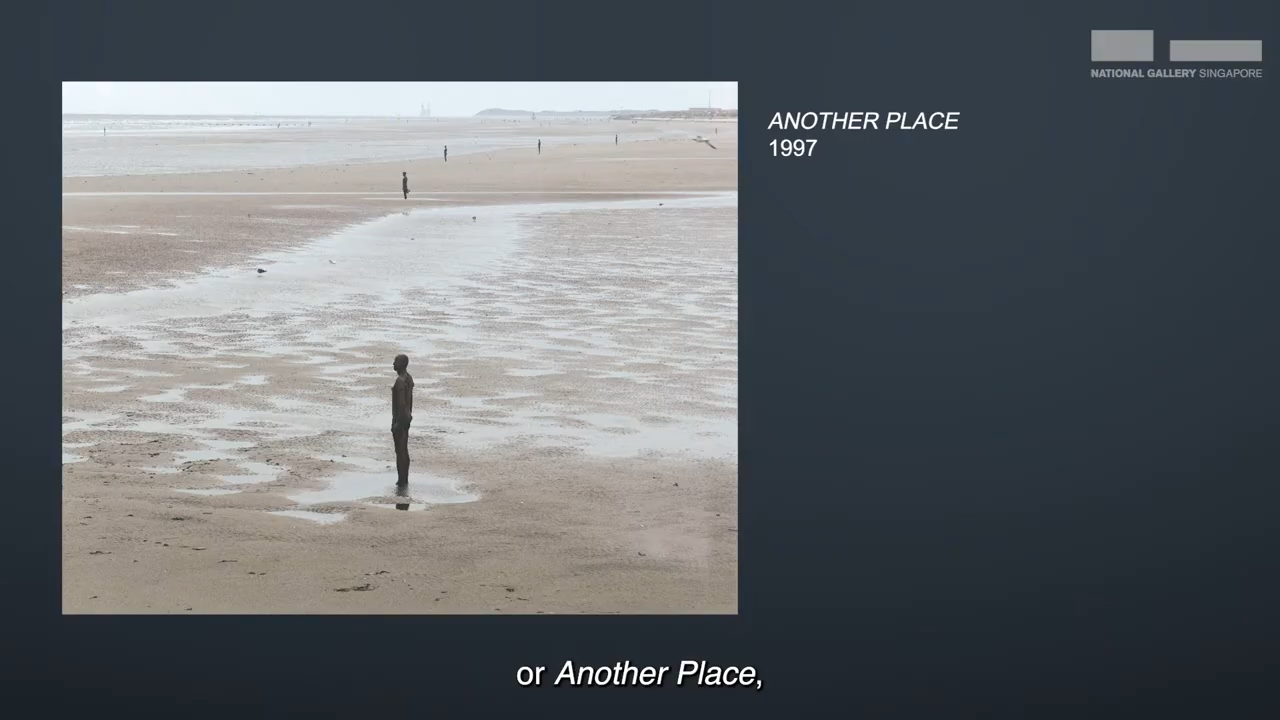 NATIONAL GALLERY SINGAPORE
ANOTHER PLACE
1997
or Another Place,